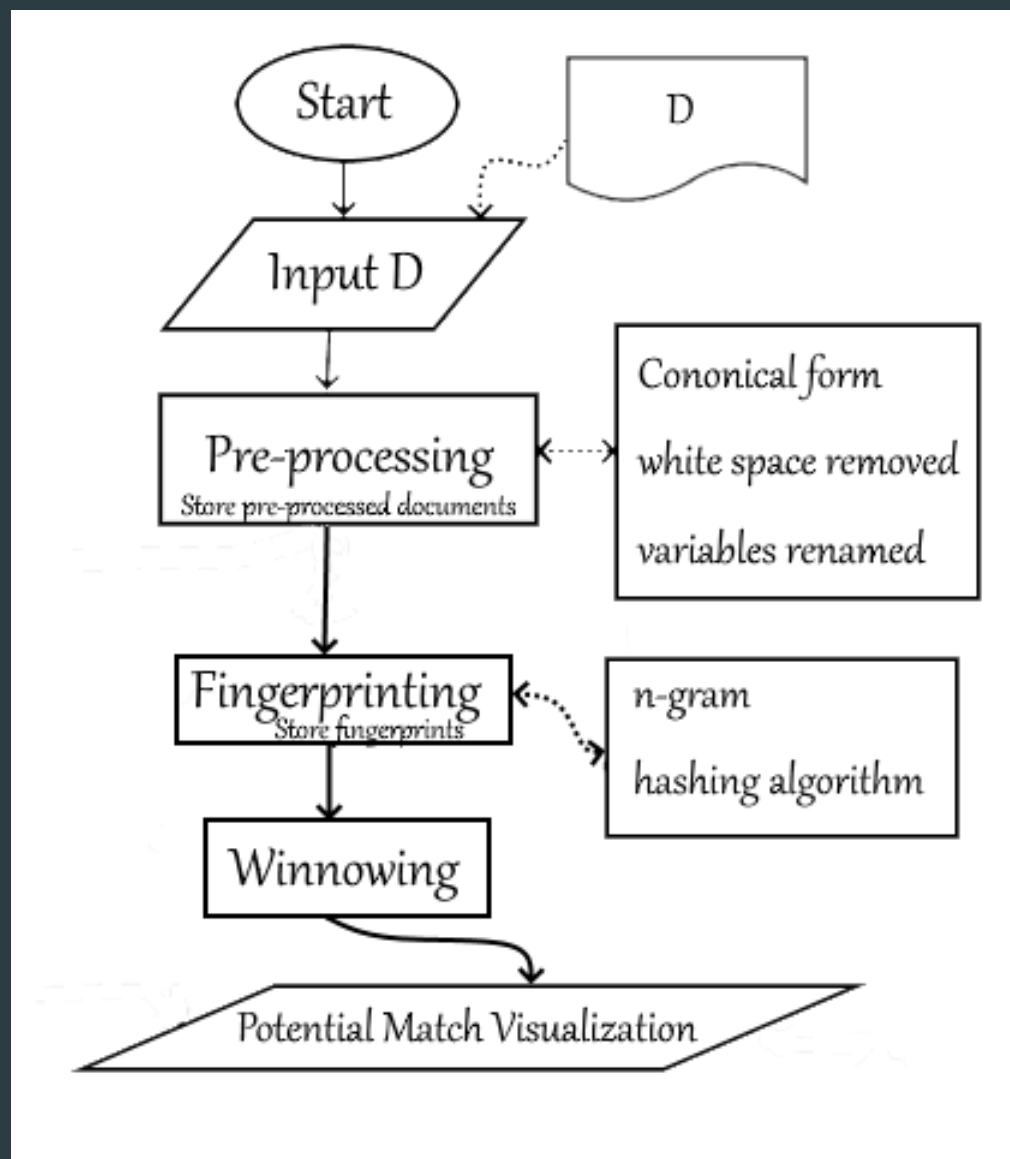 Start
D
Input D
Pre-processing
Store pre-processed documents
Cononical form
white space removed
variables renamed
Fingerprinting
Store fingerprints
n-gram
hashing algorithm
Winnowing
Potential Match Visualization